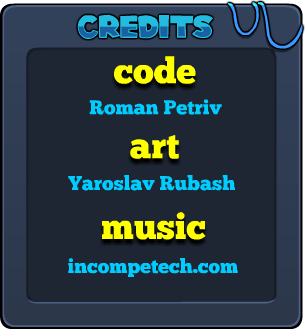 CREDITS
code
Roman Petriv
art
Yaroslav Rubash
music
incompetech.com